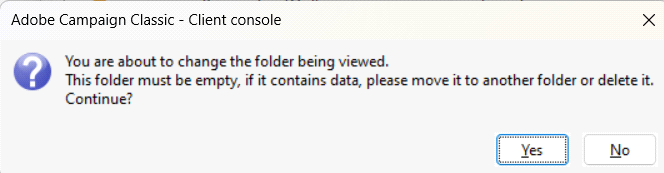 Adobe Campaign Classic - Client console
You are about to change the folder being viewed.
This folder must be empty, if it contains data, please move it to another folder or delete it.
Continue?
Yes
No